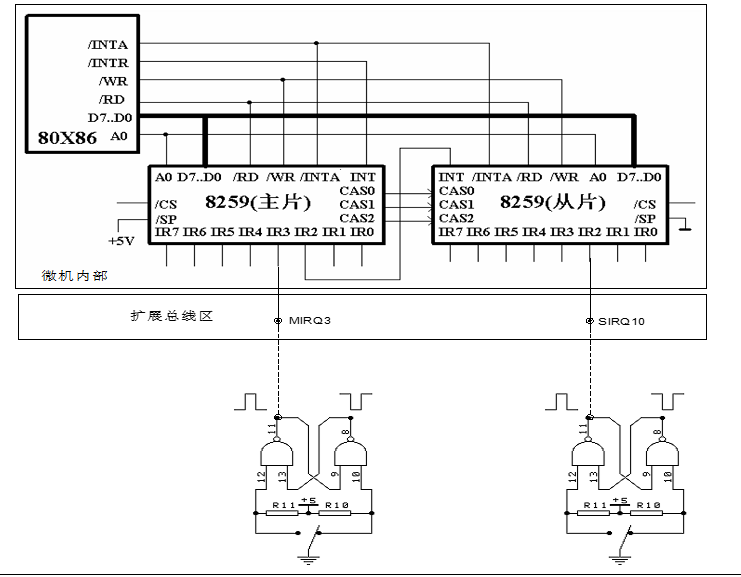 /INTA
/INTR
/WR
/RD
D7..D0
80X86 A0
A0 D7..D0 /RD /WR /INTA INT
CAS0
8259(主片) CAS1
/CS
/SP CAS2
IR7 IR6 IR5 IR4 IR3 IR2 IR1 IR0
+5V
INT /INTA /RD /WR A0 D7..D0
CAS0
CAS1 8259(从片) /CS
CAS2 /SP
IR7 IR6 IR5 IR4 IR3 IR2 IR1 IR0
微机内部
扩展总线区
MIRQ3 SIRQ10
11 8 11 8
12 13 9 10 12 13 9 10
+5 +5
R11 R10 R11 R10